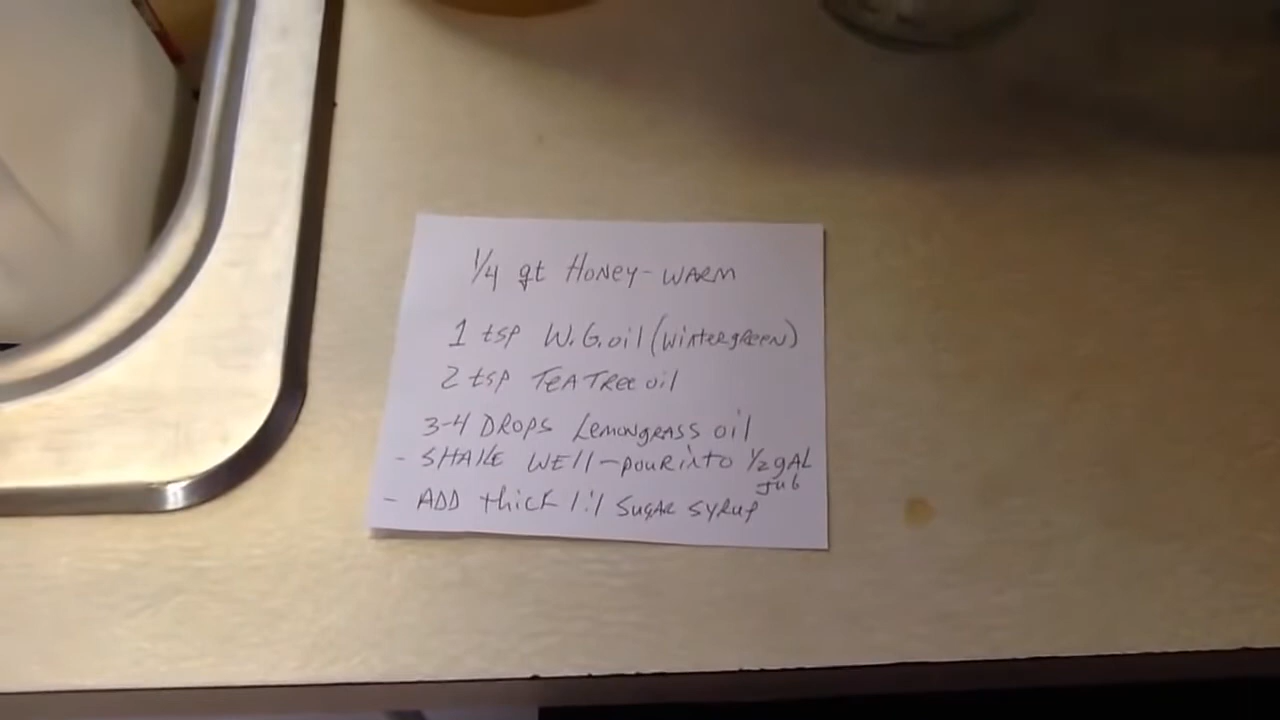 1/4 qt HONEY-WARM
1 tsp W.G.oil (WINTERGREEN)
2 tsp TEA TREE oil
3-4 DROPS LEMONGRASS oil
- SHAKE WELL-POUR INTO 1/2 gAL
JUG
- ADD thick 1:1 SUGAR SYRUP